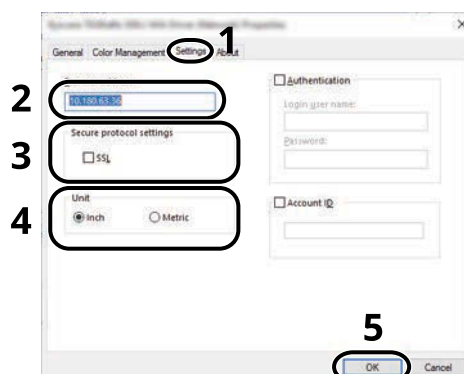 1
General Color Management Settings About
2
10.180.63.36
Authentication
Login user name:
Password:
3
Secure protocol settings
SSL
4
Unit
Inch Metric
Account ID
5
OK Cancel